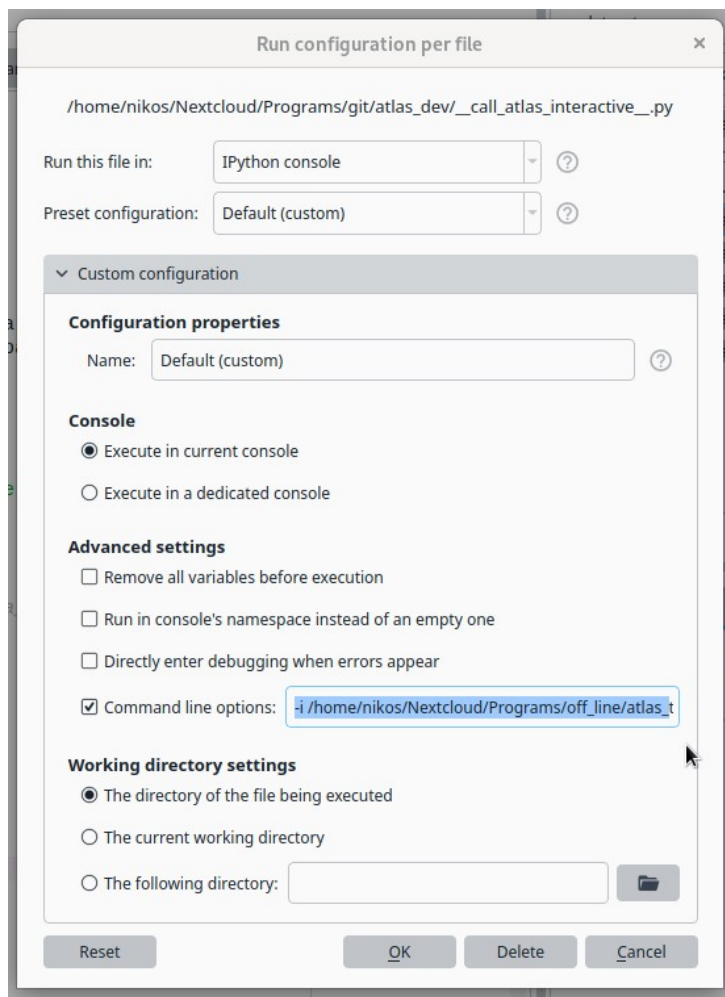 Run configuration per file
/home/nikos/Nextcloud/Programs/git/atlas_dev/__call_atlas_interactive__.py
Run this file in: IPython console
Preset configuration: Default (custom)
Custom configuration
Configuration properties
Name: Default (custom)
Console
Execute in current console
Execute in a dedicated console
Advanced settings
Remove all variables before execution
Run in console's namespace instead of an empty one
Directly enter debugging when errors appear
Command line options: -i /home/nikos/Nextcloud/Programs/off_line/atlas_t
Working directory settings
The directory of the file being executed
The current working directory
The following directory:
Reset OK Delete Cancel